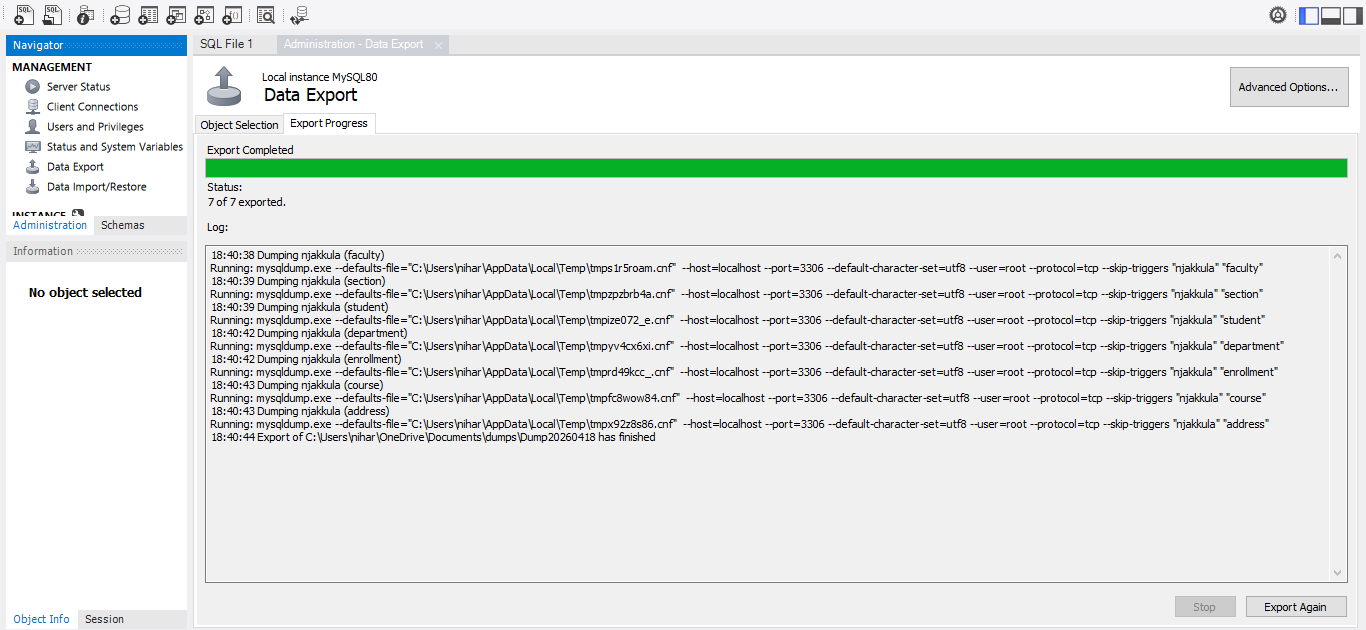 Navigator
MANAGEMENT
Server Status
Client Connections
Users and Privileges
Status and System Variables
Data Export
Data Import/Restore
INSTANCE
Administration Schemas
Information
No object selected
Object Info Session
SQL File 1 Administration - Data Export
Local instance MySQL80
Data Export
Advanced Options...
Object Selection Export Progress
Export Completed
Status:
7 of 7 exported.
Log:
18:40:38 Dumping njakkula (faculty)
Running: mysqldump.exe --defaults-file="C:\Users\nihar\AppData\Local\Temp\tmps1r5roam.cnf" --host=localhost --port=3306 --default-character-set=utf8 --user=root --protocol=tcp --skip-triggers "njakkula" "faculty"
18:40:39 Dumping njakkula (section)
Running: mysqldump.exe --defaults-file="C:\Users\nihar\AppData\Local\Temp\tmpzpzbrb4a.cnf" --host=localhost --port=3306 --default-character-set=utf8 --user=root --protocol=tcp --skip-triggers "njakkula" "section"
18:40:39 Dumping njakkula (student)
Running: mysqldump.exe --defaults-file="C:\Users\nihar\AppData\Local\Temp\tmpize072_e.cnf" --host=localhost --port=3306 --default-character-set=utf8 --user=root --protocol=tcp --skip-triggers "njakkula" "student"
18:40:42 Dumping njakkula (department)
Running: mysqldump.exe --defaults-file="C:\Users\nihar\AppData\Local\Temp\tmpyv4cx6xi.cnf" --host=localhost --port=3306 --default-character-set=utf8 --user=root --protocol=tcp --skip-triggers "njakkula" "department"
18:40:42 Dumping njakkula (enrollment)
Running: mysqldump.exe --defaults-file="C:\Users\nihar\AppData\Local\Temp\tmprd49kcc_.cnf" --host=localhost --port=3306 --default-character-set=utf8 --user=root --protocol=tcp --skip-triggers "njakkula" "enrollment"
18:40:43 Dumping njakkula (course)
Running: mysqldump.exe --defaults-file="C:\Users\nihar\AppData\Local\Temp\tmpfc8wow84.cnf" --host=localhost --port=3306 --default-character-set=utf8 --user=root --protocol=tcp --skip-triggers "njakkula" "course"
18:40:43 Dumping njakkula (address)
Running: mysqldump.exe --defaults-file="C:\Users\nihar\AppData\Local\Temp\tmpx92z8s86.cnf" --host=localhost --port=3306 --default-character-set=utf8 --user=root --protocol=tcp --skip-triggers "njakkula" "address"
18:40:44 Export of C:\Users\nihar\OneDrive\Documents\dumps\Dump20260418 has finished
Stop Export Again